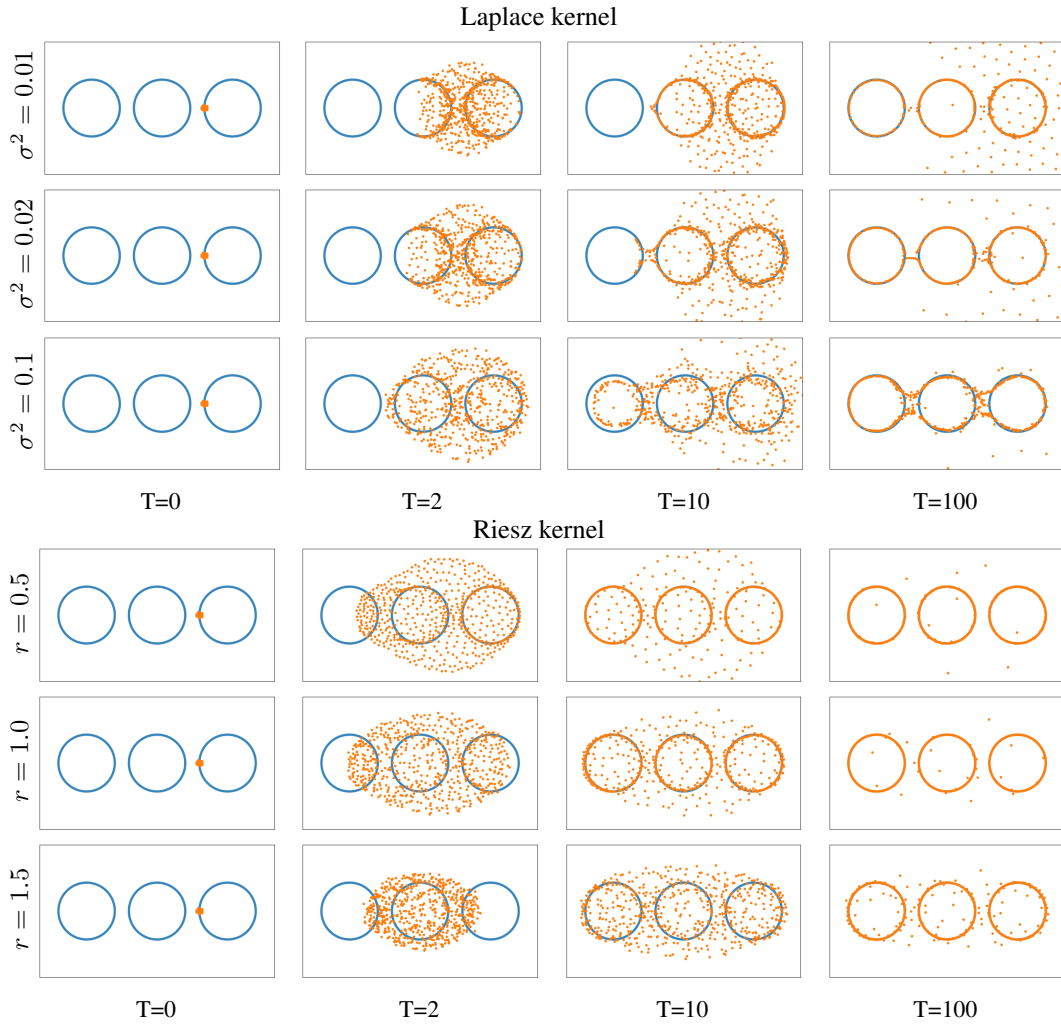 Laplace kernel
σ² = 0.01
σ² = 0.02
σ² = 0.1
T=0 T=2 T=10 T=100
Riesz kernel
r = 0.5
r = 1.0
r = 1.5
T=0 T=2 T=10 T=100